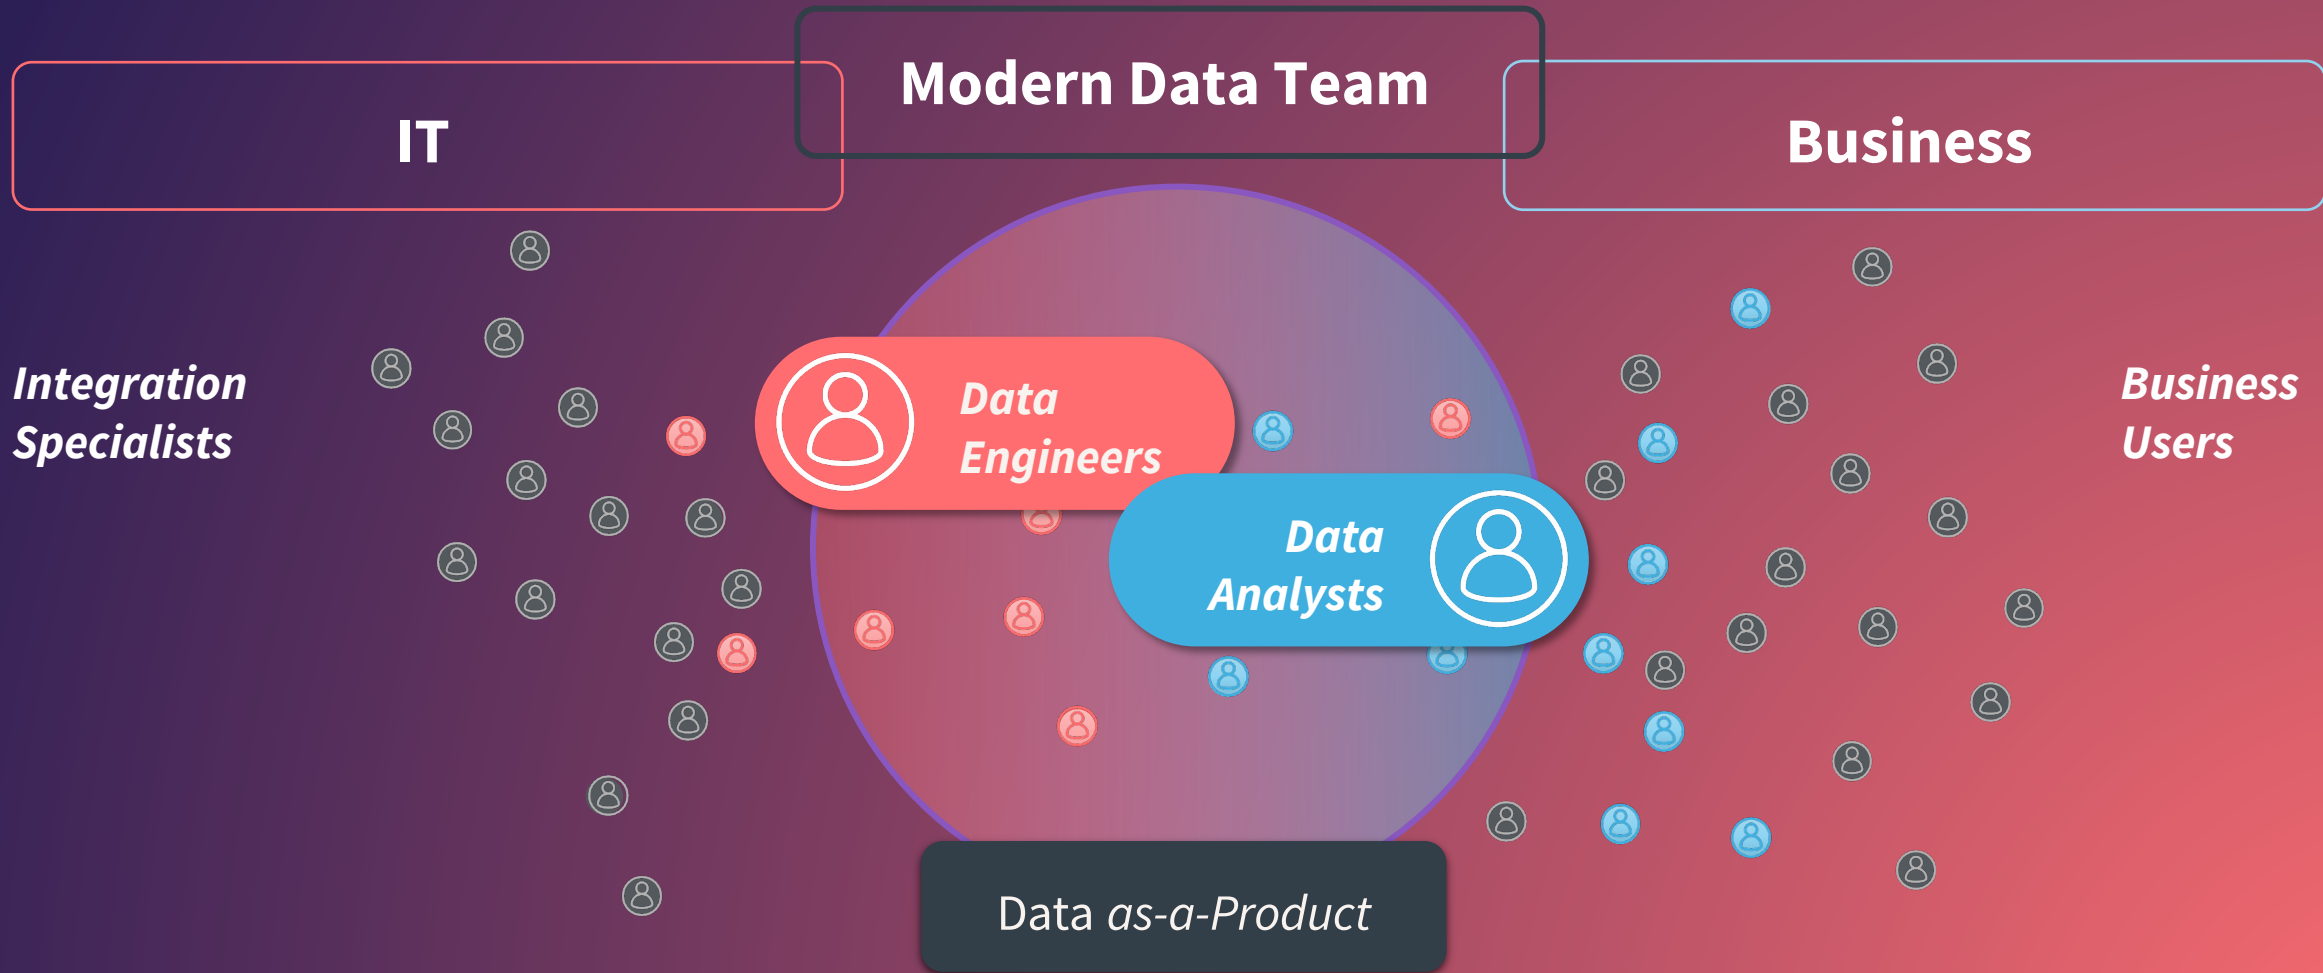 Modern Data Team
IT
Business
Integration
Specialists
Data
Engineers
Data
Analysts
Business
Users
Data as-a-Product